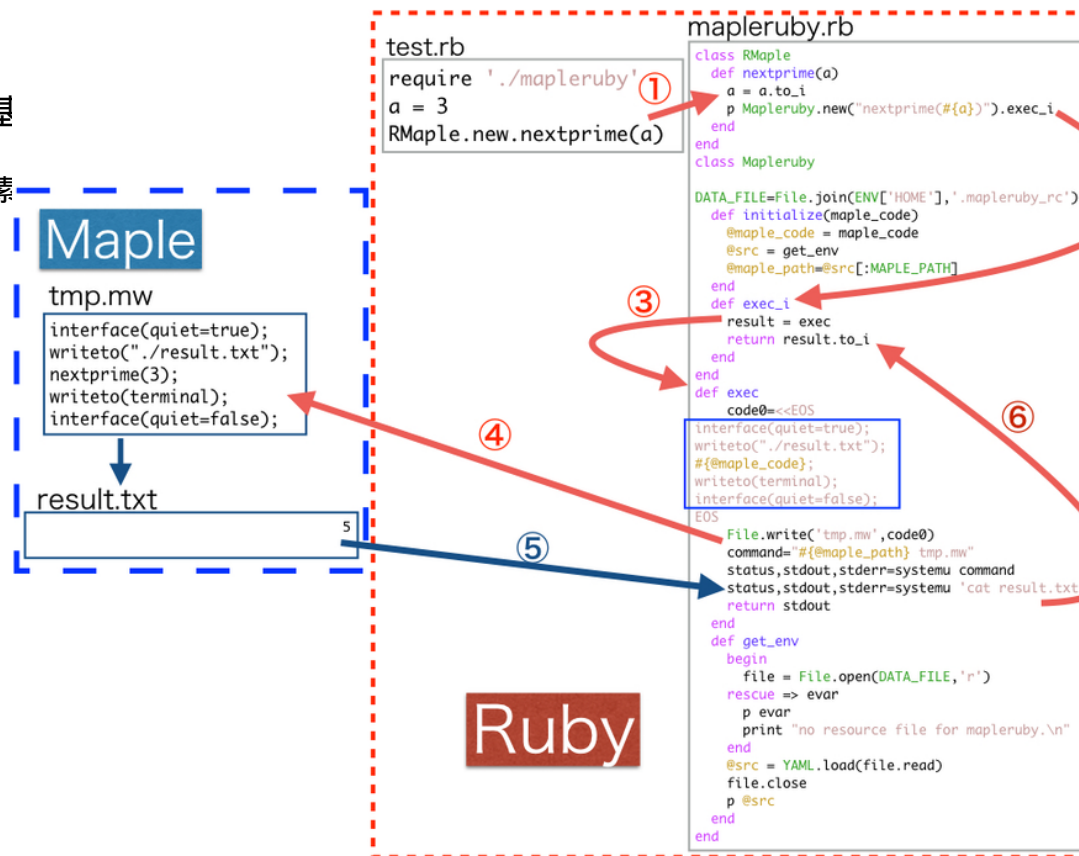 mapleruby.rb
test.rb
require './mapleruby'
a = 3
RMaple.new.nextprime(a)
①
class RMaple
def nextprime(a)
a = a.to_i
p Mapleruby.new("nextprime(#{a})").exec_i
end
end
class Mapleruby
DATA_FILE=File.join(ENV['HOME'],'.mapleruby_rc')
def initialize(maple_code)
@maple_code = maple_code
@src = get_env
@maple_path=@src[:MAPLE_PATH]
end
def exec_i
result = exec
return result.to_i
end
end
def exec
code0=<<EOS
interface(quiet=true);
writeto("./result.txt");
#{@maple_code};
writeto(terminal);
interface(quiet=false);
EOS
File.write('tmp.mw',code0)
command="#{@maple_path} tmp.mw"
status,stdout,stderr=systemu command
status,stdout,stderr=systemu 'cat result.txt
return stdout
end
def get_env
begin
file = File.open(DATA_FILE,'r')
rescue => evar
p evar
print "no resource file for mapleruby.\n"
end
@src = YAML.load(file.read)
file.close
p @src
end
end
③
④
⑤
⑥
Maple
tmp.mw
interface(quiet=true);
writeto("./result.txt");
nextprime(3);
writeto(terminal);
interface(quiet=false);
result.txt
5
Ruby